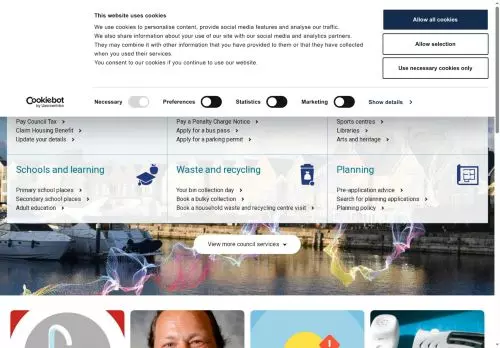 This website uses cookies
We use cookies to personalise content, provide social media features and analyse our traffic.
We also share information about your use of our site with our social media and analytics partners.
They may combine it with other information that you have provided to them or that they have collected
when you used their services.
You consent to our cookies if you continue to use our website.
Allow all cookies
Allow selection
Use necessary cookies only
Cookiebot
by Usercentrics
Necessary
Preferences
Statistics
Marketing
Show details
Pay Council Tax
Claim Housing Benefit
Update your details
Pay a Penalty Charge Notice
Apply for a bus pass
Apply for a parking permit
Sports centres
Libraries
Arts and heritage
Schools and learning
Primary school places
Secondary school places
Adult education
Waste and recycling
Your bin collection day
Book a bulky collection
Book a household waste and recycling centre visit
Planning
Pre-application advice
Search for planning applications
Planning policy
View more council services